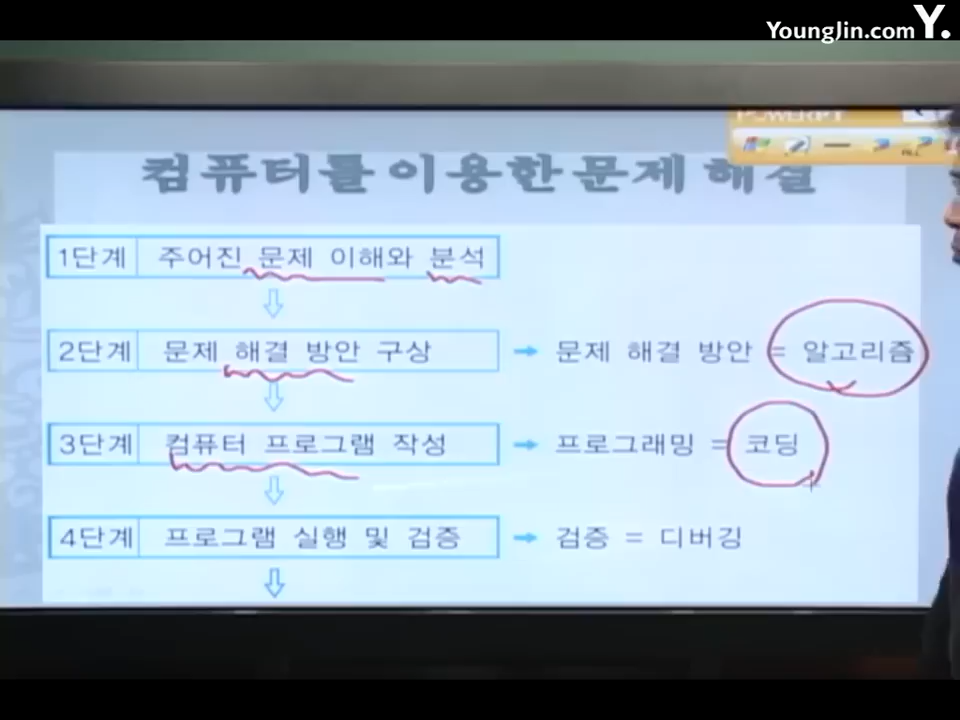 YoungJin.com Y.
컴퓨터를 이용한 문제 해결
1단계 주어진 문제 이해와 분석
2단계 문제 해결 방안 구상 → 문제 해결 방안 = 알고리즘
3단계 컴퓨터 프로그램 작성 → 프로그래밍 = 코딩
4단계 프로그램 실행 및 검증 → 검증 = 디버깅